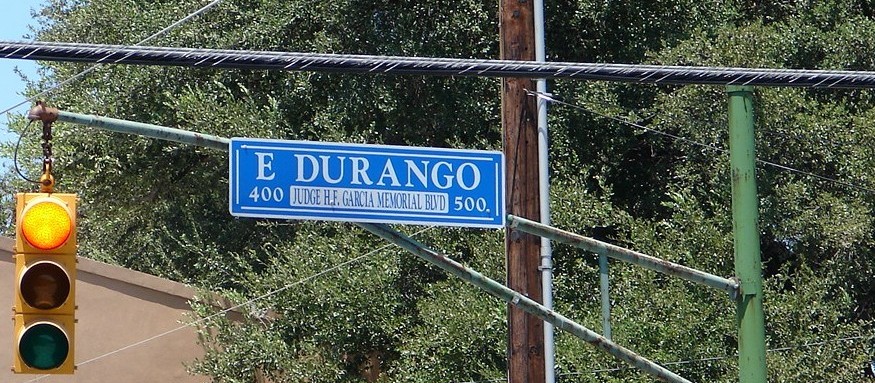 E DURANGO
400 JUDGE H.F. GARCIA MEMORIAL BLVD 500